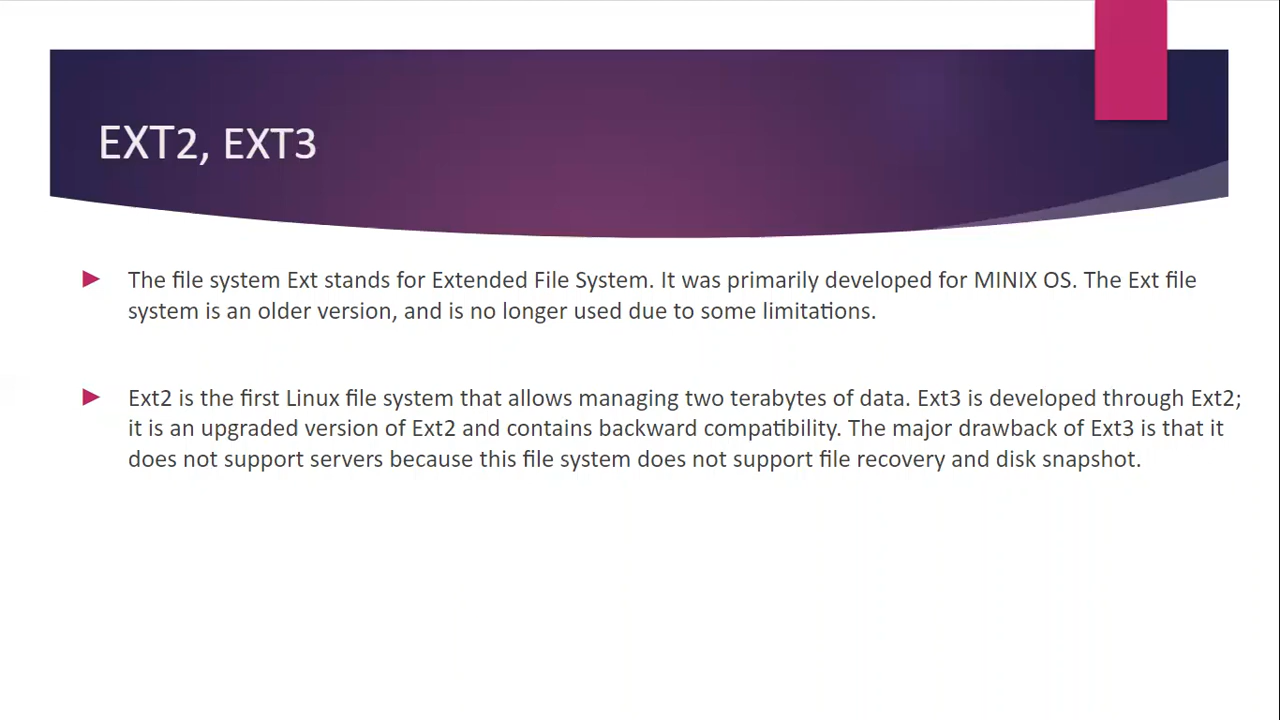 EXT2, EXT3
The file system Ext stands for Extended File System. It was primarily developed for MINIX OS. The Ext file
system is an older version, and is no longer used due to some limitations.
Ext2 is the first Linux file system that allows managing two terabytes of data. Ext3 is developed through Ext2;
it is an upgraded version of Ext2 and contains backward compatibility. The major drawback of Ext3 is that it
does not support servers because this file system does not support file recovery and disk snapshot.